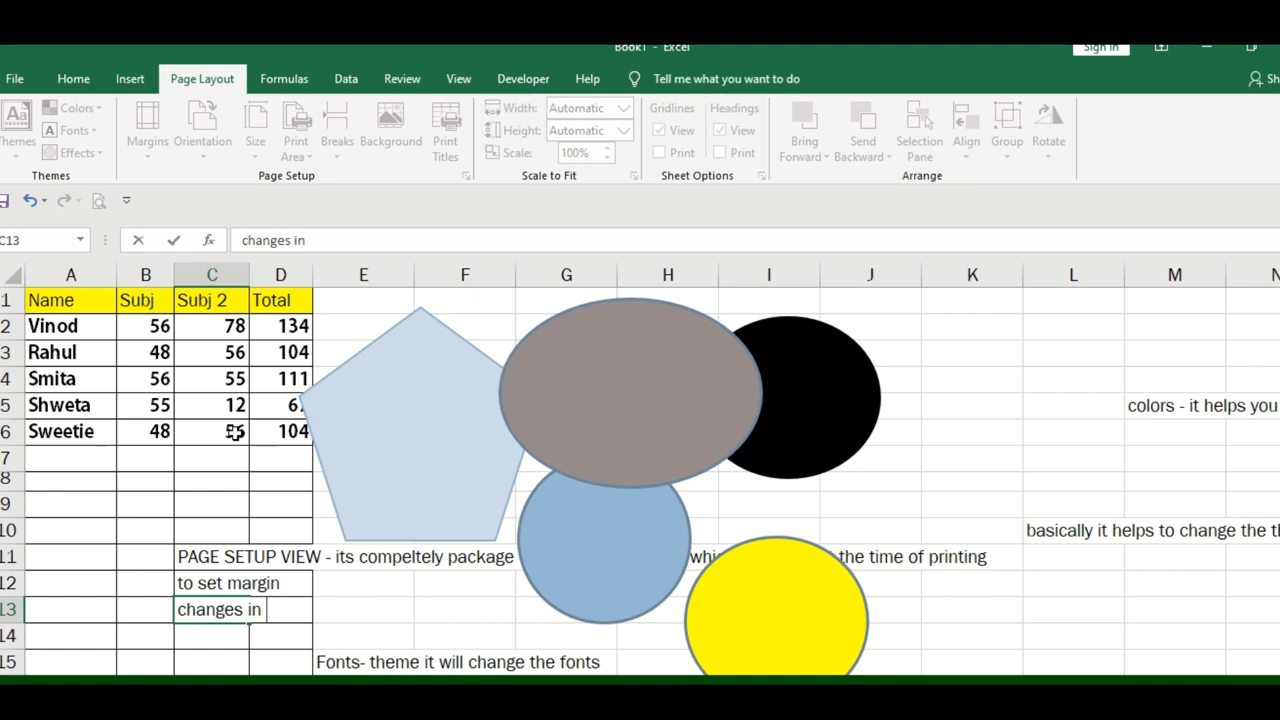 Book1 - Excel
Sign in
File Home Insert Page Layout Formulas Data Review View Developer Help Tell me what you want to do
Colors Width: Automatic Gridlines Headings
Themes Fonts Margins Orientation Size Print Area Breaks Background Print Titles Height: Automatic View View Bring Forward Send Backward Selection Pane Align Group Rotate
Effects Scale: 100% Print Print
Themes Page Setup Scale to Fit Sheet Options Arrange
C13 fx changes in
A B C D E F G H I J K L M N
1 Name Subj Subj 2 Total
2 Vinod 56 78 134
3 Rahul 48 56 104
4 Smita 56 55 111
5 Shweta 55 12 colors - it helps you
6 Sweetie 48 104
7
8
9
10 basically it helps to change the
11 PAGE SETUP VIEW - its compeltely package the time of printing
12 to set margin
13 changes in
14
15 Fonts- theme it will change the fonts